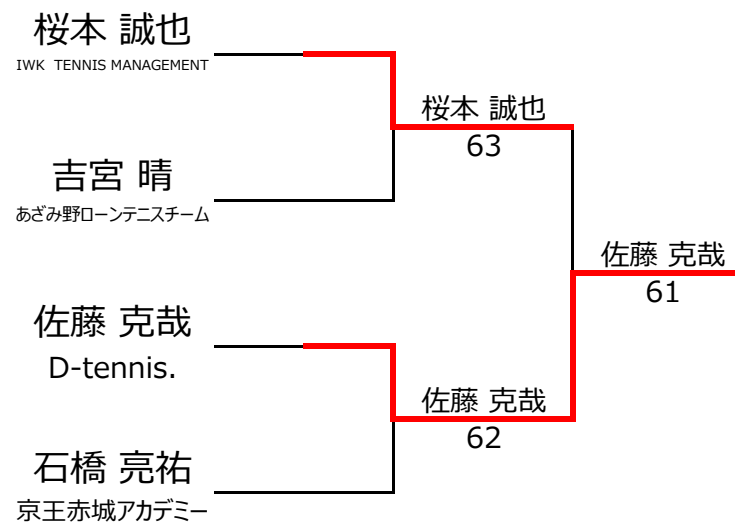 桜本 誠也
IWK TENNIS MANAGEMENT
桜本 誠也
63
吉宮 晴
あざみ野ローンテニスチーム
佐藤 克哉
61
佐藤 克哉
D-tennis.
佐藤 克哉
62
石橋 亮祐
京王赤城アカデミー